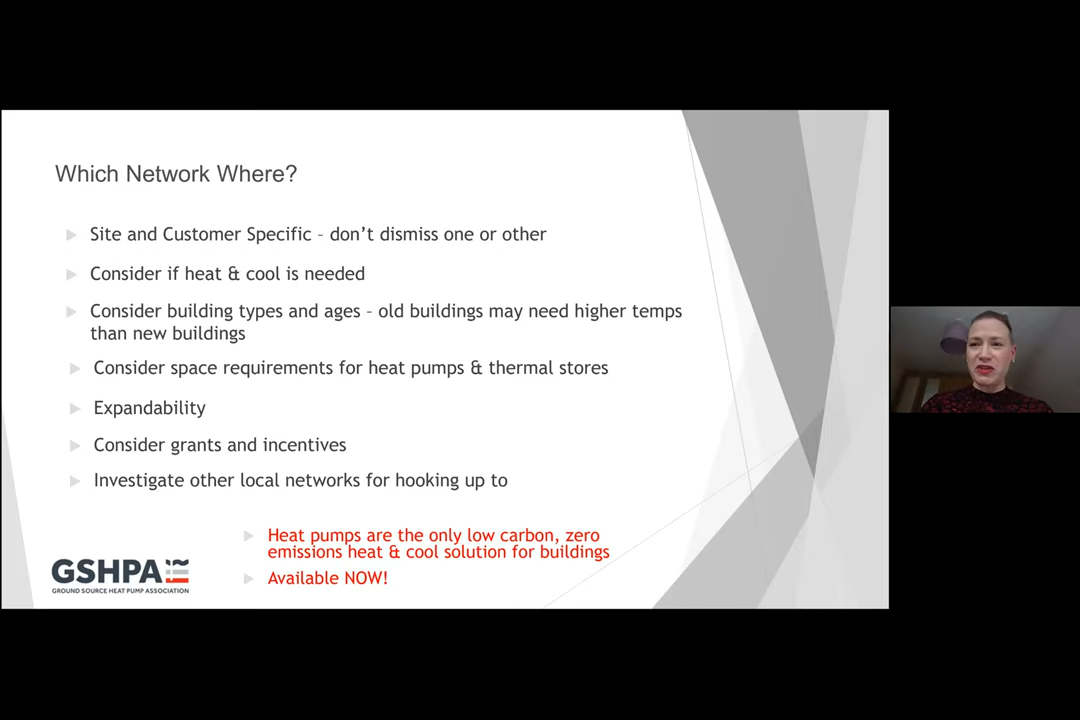 Which Network Where?
Site and Customer Specific – don't dismiss one or other
Consider if heat & cool is needed
Consider building types and ages – old buildings may need higher temps
than new buildings
Consider space requirements for heat pumps & thermal stores
Expandability
Consider grants and incentives
Investigate other local networks for hooking up to
Heat pumps are the only low carbon, zero
emissions heat & cool solution for buildings
Available NOW!
GSHPA
GROUND SOURCE HEAT PUMP ASSOCIATION